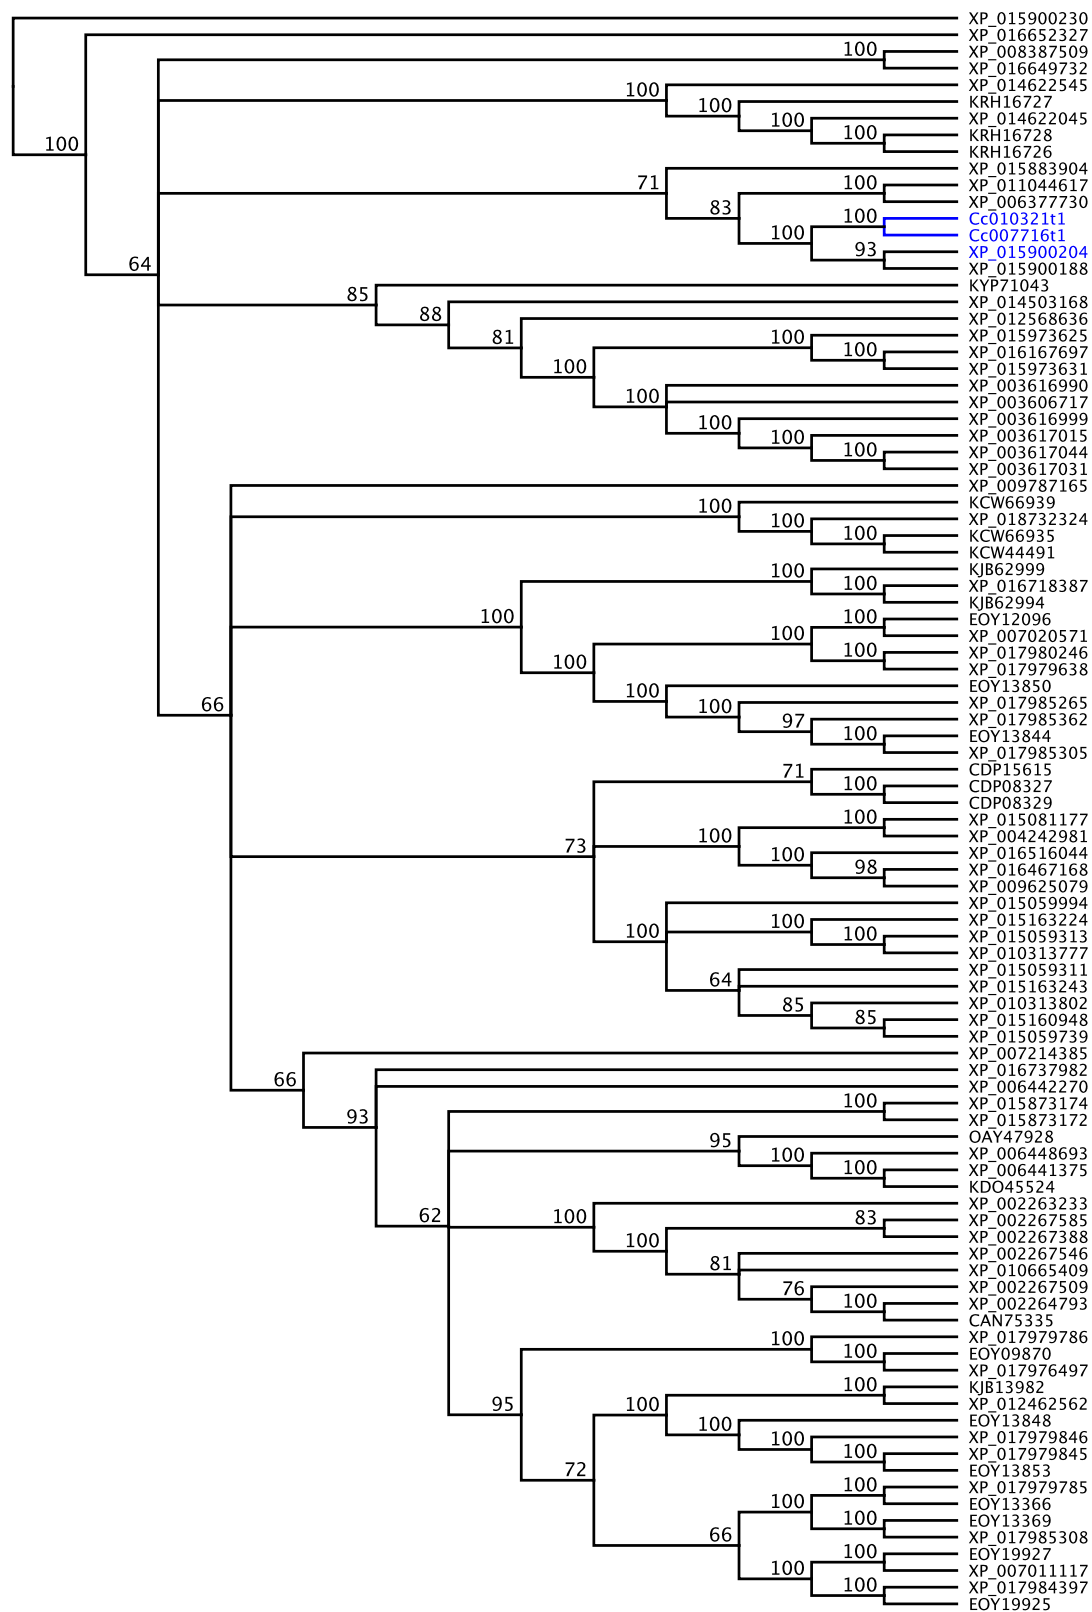 XP_015900230
XP_016652327
100 XP_008387509
XP_016649732
100 XP_014622545
100 KRH16727
100 XP_014622045
100 100 KRH16728
KRH16726
71 XP_015883904
100 XP_011044617
83 XP_006377730
100 Cc010321t1
100 Cc007716t1
64 93 XP_015900204
XP_015900188
85 KYP71043
88 XP_014503168
81 XP_012568636
100 XP_015973625
100 100 XP_016167697
XP_015973631
100 XP_003616990
XP_003606717
100 XP_003616999
100 XP_003617015
100 XP_003617044
XP_003617031
XP_009787165
100 KCW66939
100 XP_018732324
100 KCW66935
KCW44491
100 KJB62999
100 XP_016718387
KJB62994
100 100 EOY12096
100 XP_007020571
100 100 XP_017980246
XP_017979638
100 EOY13850
66 100 XP_017985265
97 XP_017985362
100 EOY13844
XP_017985305
71 CDP15615
100 CDP08327
CDP08329
100 XP_015081177
73 100 XP_004242981
100 XP_016516044
98 XP_016467168
XP_009625079
XP_015059994
100 100 XP_015163224
100 XP_015059313
XP_010313777
64 XP_015059311
XP_015163243
85 XP_010313802
85 XP_015160948
XP_015059739
66 XP_007214385
XP_016737982
XP_006442270
93 100 XP_015873174
XP_015873172
95 OAY47928
100 XP_006448693
100 XP_006441375
KDO45524
62 100 XP_002263233
83 XP_002267585
100 XP_002267388
81 XP_002267546
XP_010665409
76 XP_002267509
100 XP_002264793
CAN75335
100 XP_017979786
100 EOY09870
XP_017976497
95 100 100 KJB13982
XP_012462562
100 EOY13848
100 XP_017979846
72 100 XP_017979845
EOY13853
100 100 XP_017979785
EOY13366
100 EOY13369
66 XP_017985308
100 100 EOY19927
XP_007011117
100 XP_017984397
EOY19925